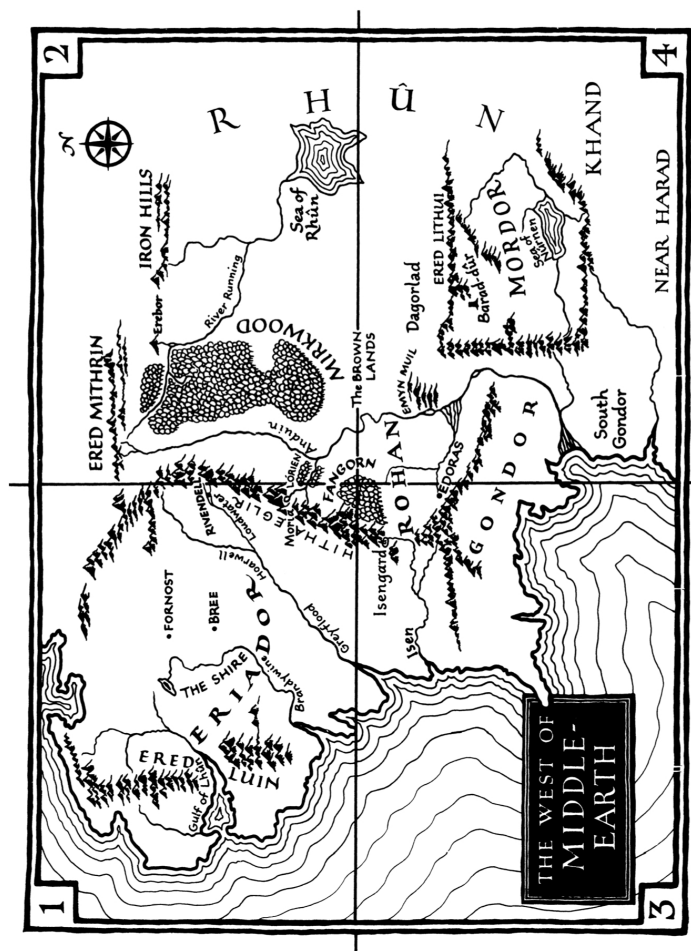 1
2
N
ERED MITHRIN
IRON HILLS
Erebor
FORNOST
BREE
THE SHIRE
ERED
LUIN
Gulf of Lhûn
ERIADOR
Brandywine
RIVENDELL
Loudwater
Hoarwell
Greyflood
HITHAEGLIR
Moria
LÓRIEN
FANGORN
Anduin
MIRKWOOD
River Running
Sea of
Rhûn
RHÛN
The BROWN
LANDS
Isengard
Isen
ROHAN
EDORAS
EMYN MUIL
Dagorlad
ERED LITHUI
Barad-dûr
MORDOR
Sea of
Núrnen
GONDOR
South
Gondor
KHAND
NEAR HARAD
THE WEST OF
MIDDLE-
EARTH
3
4